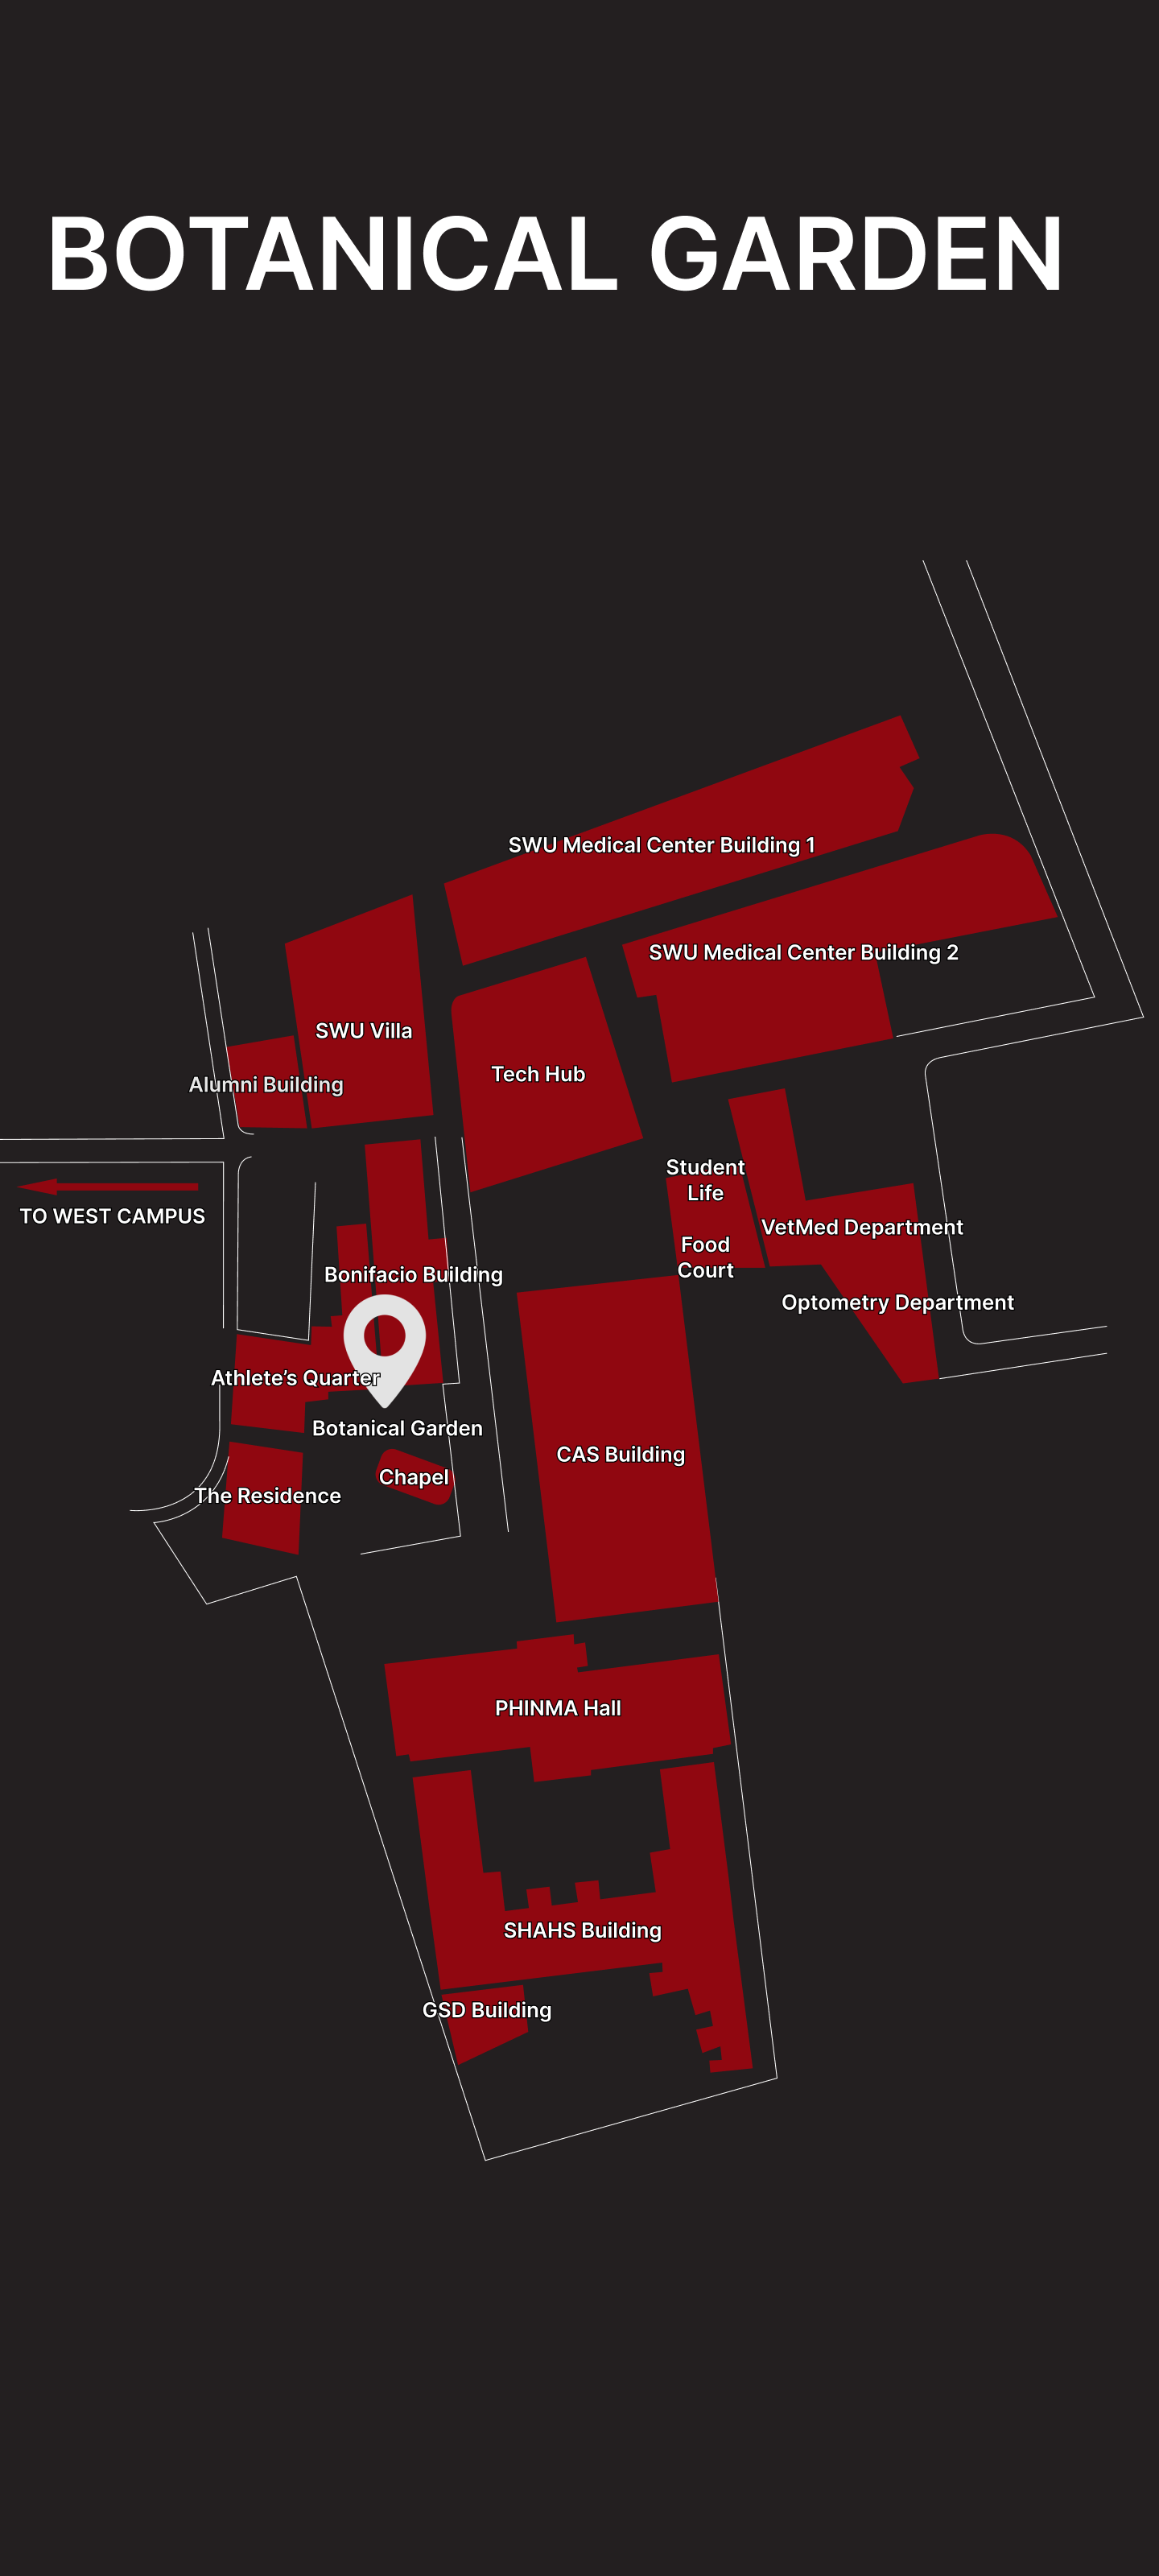 BOTANICAL GARDEN
SWU Medical Center Building 1
SWU Medical Center Building 2
SWU Villa
Tech Hub
Alumni Building
Student
Life
TO WEST CAMPUS
VetMed Department
Food
Court
Bonifacio Building
Optometry Department
Athlete’s Quarter
Botanical Garden
CAS Building
Chapel
The Residence
PHINMA Hall
SHAHS Building
GSD Building